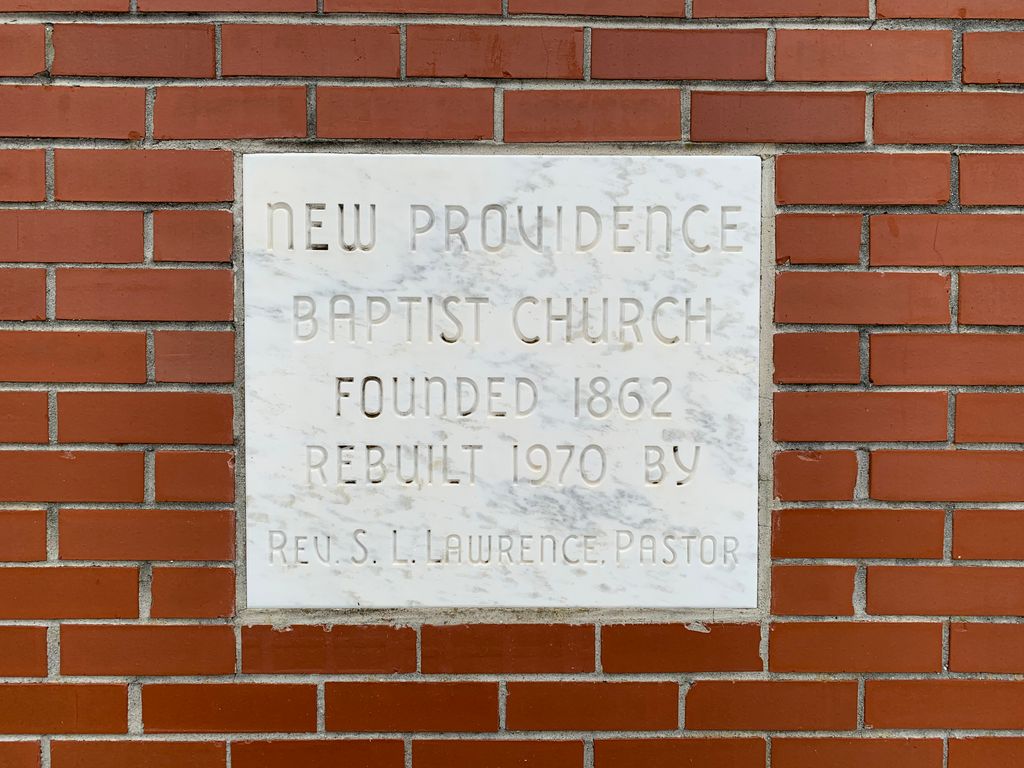 NEW PROVIDENCE
BAPTIST CHURCH
FOUNDED 1862
REBUILT 1970 BY
REV. S. L. LAWRENCE, PASTOR